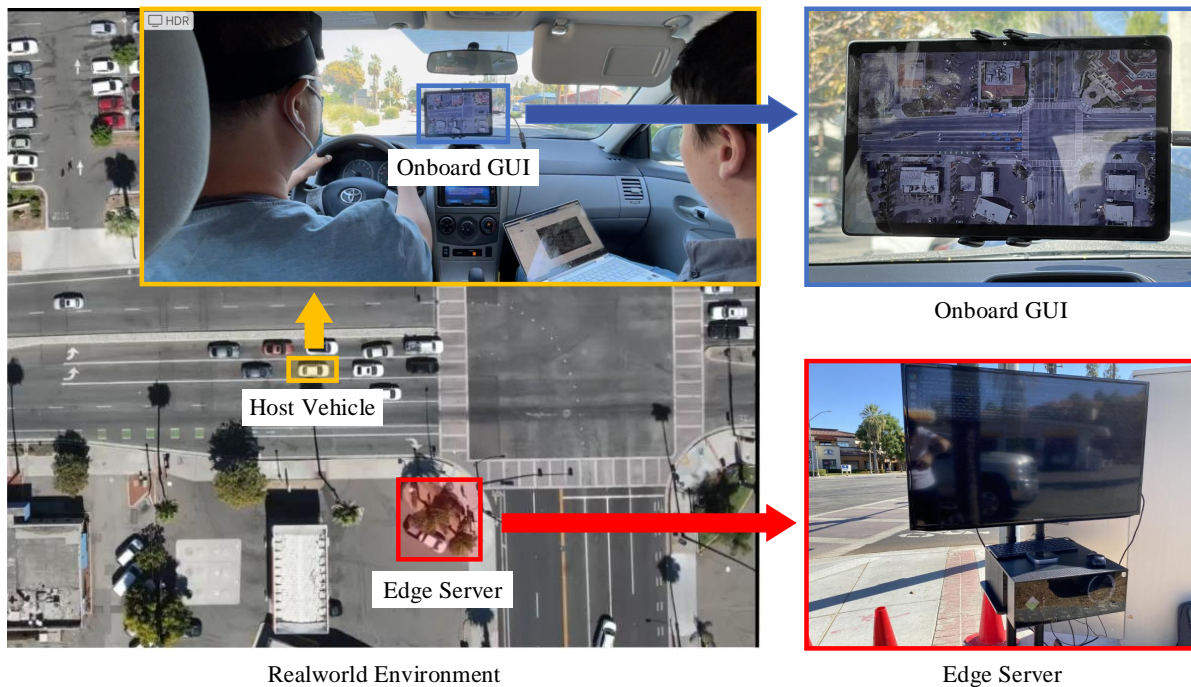 HDR
Onboard GUI
Onboard GUI
Host Vehicle
Edge Server
Realworld Environment
Edge Server